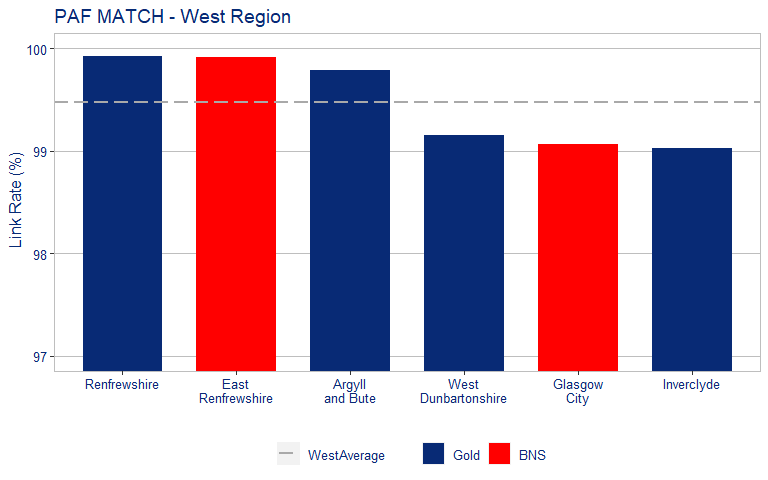 PAF MATCH - West Region
Link Rate (%)
100
99
98
97
Renfrewshire
East
Renfrewshire
Argyll
and Bute
West
Dunbartonshire
Glasgow
City
Inverclyde
WestAverage
Gold
BNS